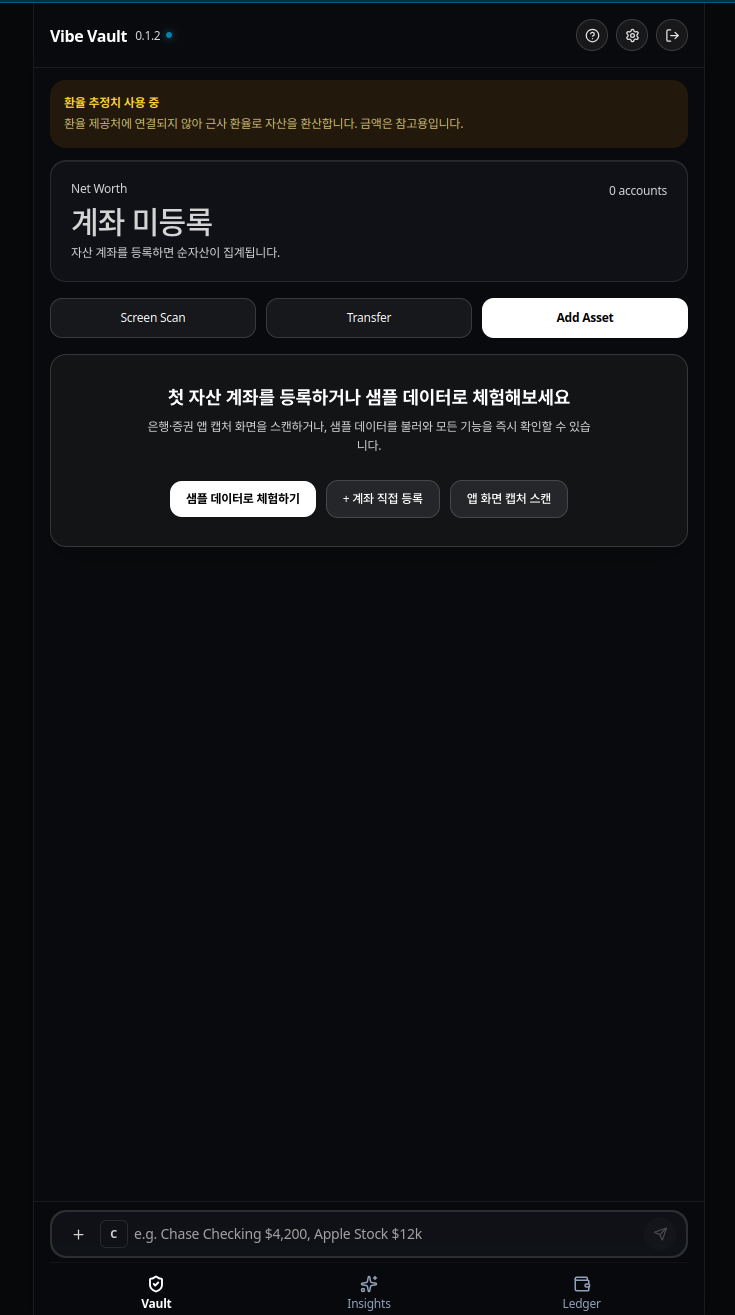 Vibe Vault 0.1.2
환율 추정치 사용 중
환율 제공처에 연결되지 않아 근사 환율로 자산을 환산합니다. 금액은 참고용입니다.
Net Worth
0 accounts
계좌 미등록
자산 계좌를 등록하면 순자산이 집계됩니다.
Screen Scan
Transfer
Add Asset
첫 자산 계좌를 등록하거나 샘플 데이터로 체험해보세요
은행·증권 앱 캡처 화면을 스캔하거나, 샘플 데이터를 불러와 모든 기능을 즉시 확인할 수 있습
니다.
샘플 데이터로 체험하기
+ 계좌 직접 등록
앱 화면 캡처 스캔
+ C e.g. Chase Checking $4,200, Apple Stock $12k
Vault
Insights
Ledger